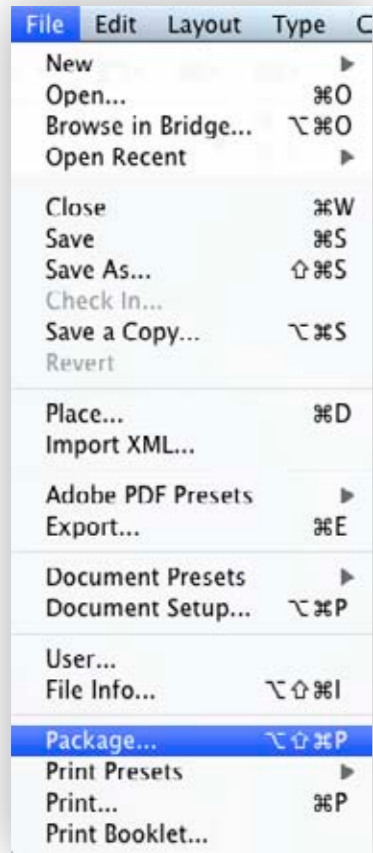 File Edit Layout Type C
New ▶
Open... ⌘O
Browse in Bridge... ⌥⌘O
Open Recent ▶
Close ⌘W
Save ⌘S
Save As... ⇧⌘S
Check In...
Save a Copy... ⌥⌘S
Revert
Place... ⌘D
Import XML...
Adobe PDF Presets ▶
Export... ⌘E
Document Presets ▶
Document Setup... ⌥⌘P
User...
File Info... ⌥⇧⌘I
Package... ⌥⇧⌘P
Print Presets ▶
Print... ⌘P
Print Booklet...